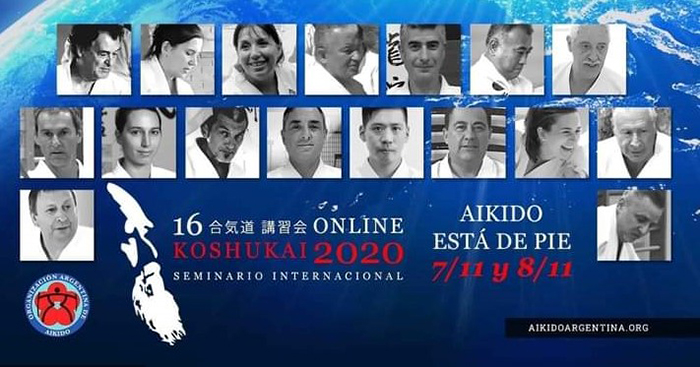 16 合気道 講習会 ONLINE
KOSHUKAI 2020
SEMINARIO INTERNACIONAL
AIKIDO
ESTÁ DE PIE
7/11 y 8/11
ORGANIZACIÓN ARGENTINA DE
AIKIDO
AIKIDOARGENTINA.ORG